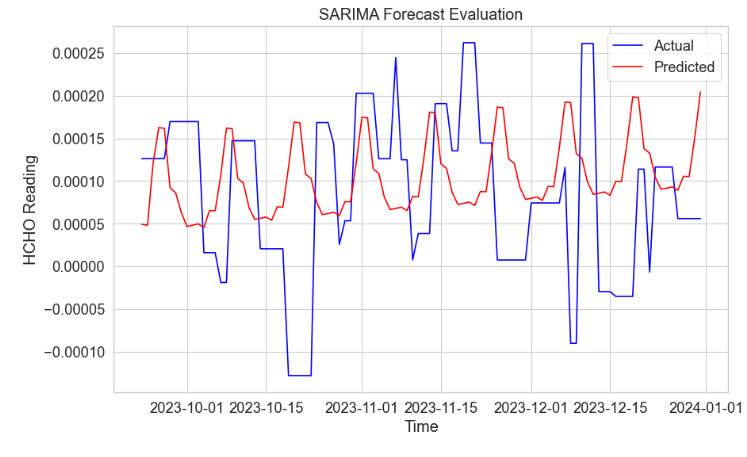 SARIMA Forecast Evaluation
Actual
Predicted
0.00025
0.00020
0.00015
0.00010
0.00005
0.00000
−0.00005
−0.00010
HCHO Reading
2023-10-01 2023-10-15 2023-11-01 2023-11-15 2023-12-01 2023-12-15 2024-01-01
Time